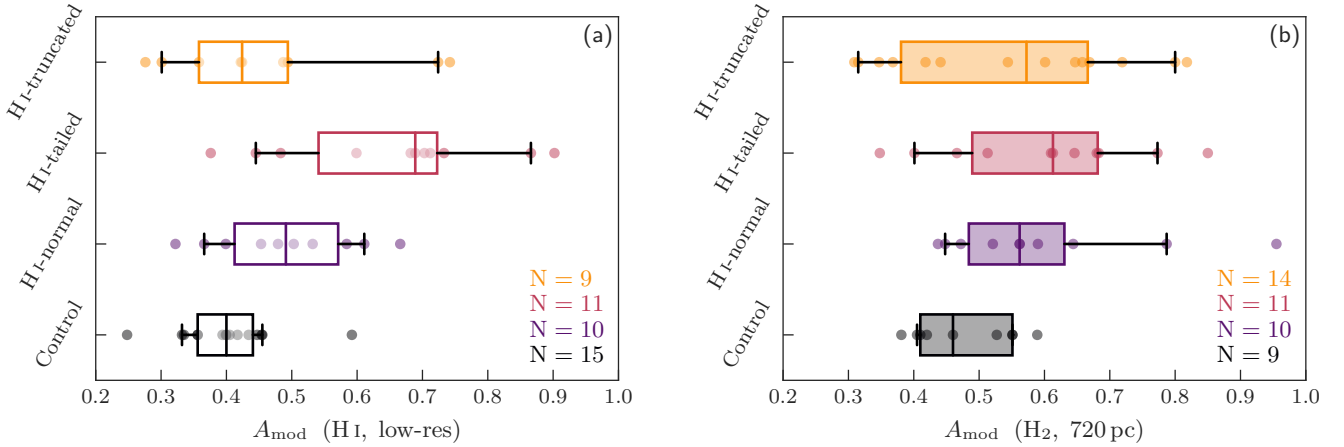 (a)
H I-truncated
H I-tailed
H I-normal
Control
N = 9
N = 11
N = 10
N = 15
0.2 0.3 0.4 0.5 0.6 0.7 0.8 0.9 1.0
A_mod (H I, low-res)
(b)
H I-truncated
H I-tailed
H I-normal
Control
N = 14
N = 11
N = 10
N = 9
0.2 0.3 0.4 0.5 0.6 0.7 0.8 0.9 1.0
A_mod (H₂, 720 pc)